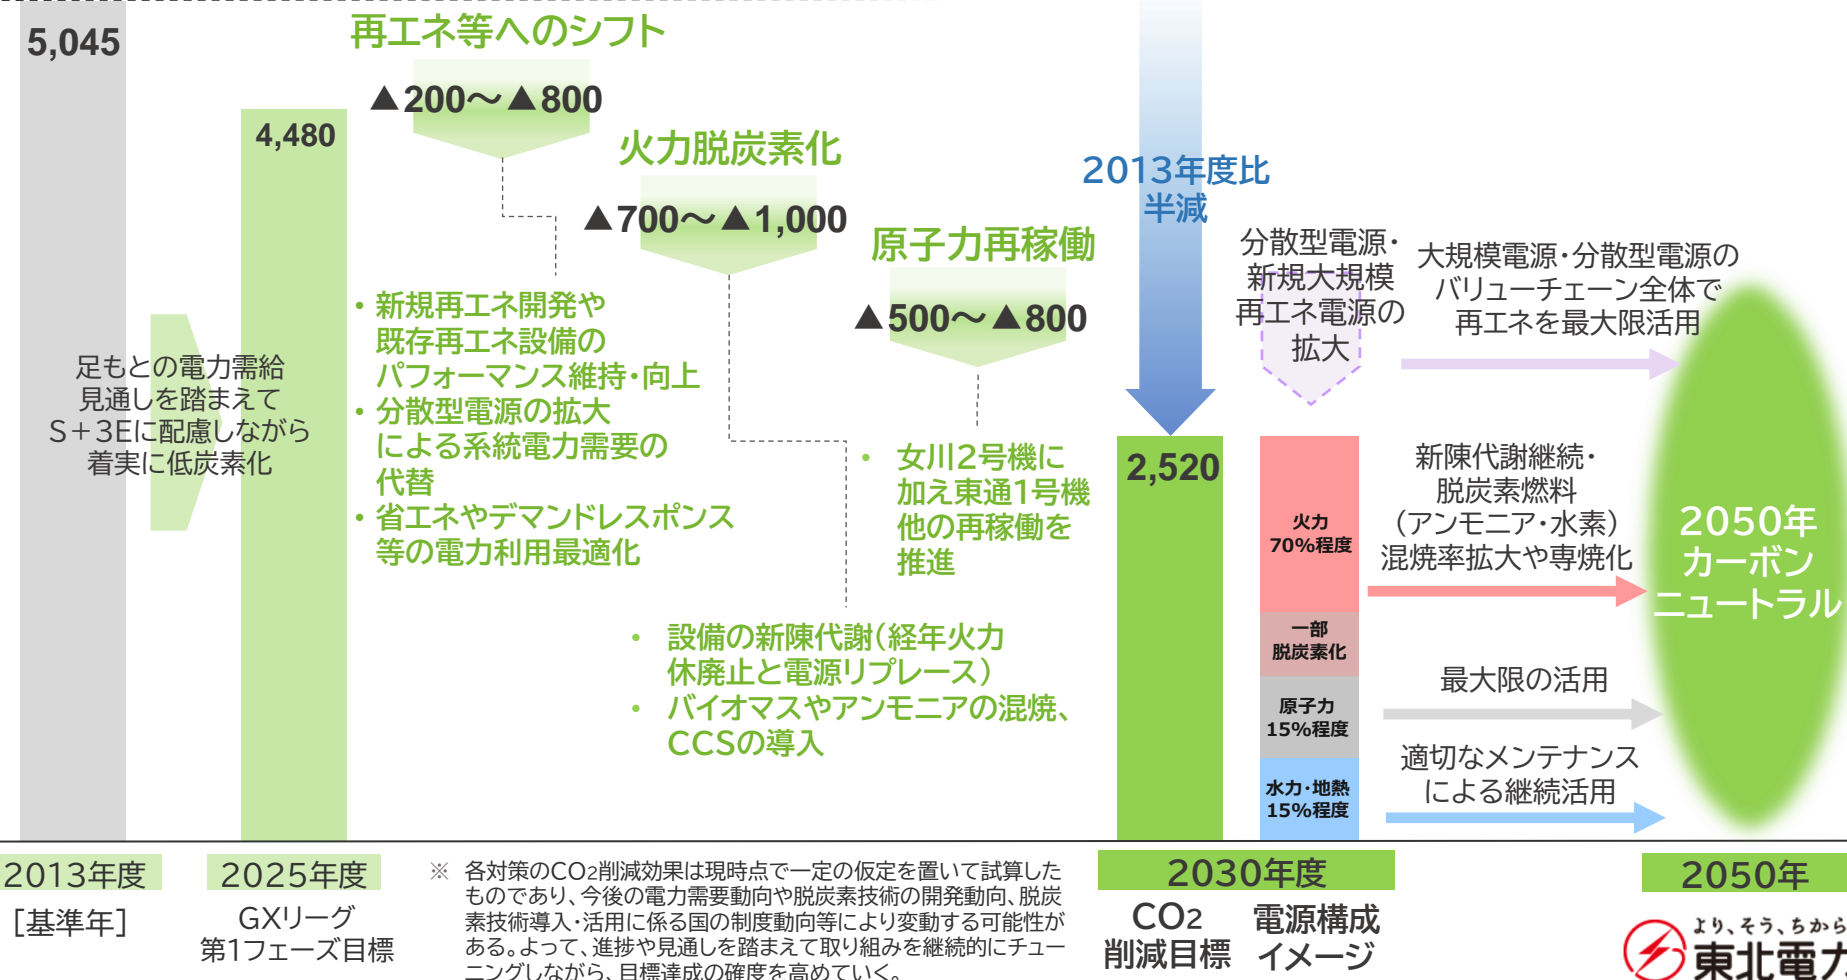 5,045
4,480
足もとの電力需給
見通しを踏まえて
S＋3Eに配慮しながら
着実に低炭素化
再エネ等へのシフト
▲200～▲800
・ 新規再エネ開発や
既存再エネ設備の
パフォーマンス維持・向上
・ 分散型電源の拡大
による系統電力需要の
代替
・ 省エネやデマンドレスポンス
等の電力利用最適化
火力脱炭素化
▲700～▲1,000
・ 設備の新陳代謝（経年火力
休廃止と電源リプレース）
・ バイオマスやアンモニアの混焼、
CCSの導入
原子力再稼働
▲500～▲800
・ 女川2号機に
加え東通1号機
他の再稼働を
推進
2013年度比
半減
2,520
分散型電源・
新規大規模
再エネ電源の
拡大
火力
70%程度
一部
脱炭素化
原子力
15%程度
水力・地熱
15%程度
大規模電源・分散型電源の
バリューチェーン全体で
再エネを最大限活用
新陳代謝継続・
脱炭素燃料
（アンモニア・水素）
混焼率拡大や専焼化
最大限の活用
適切なメンテナンス
による継続活用
2050年
カーボン
ニュートラル
2013年度
［基準年］
2025年度
GXリーグ
第1フェーズ目標
※ 各対策のCO2削減効果は現時点で一定の仮定を置いて試算した
ものであり、今後の電力需要動向や脱炭素技術の開発動向、脱炭
素技術導入・活用に係る国の制度動向等により変動する可能性が
ある。よって、進捗や見通しを踏まえて取り組みを継続的にチュー
ニングしながら、目標達成の確度を高めていく。
2030年度
CO2
削減目標
電源構成
イメージ
2050年
より、そう、ちから
東北電力